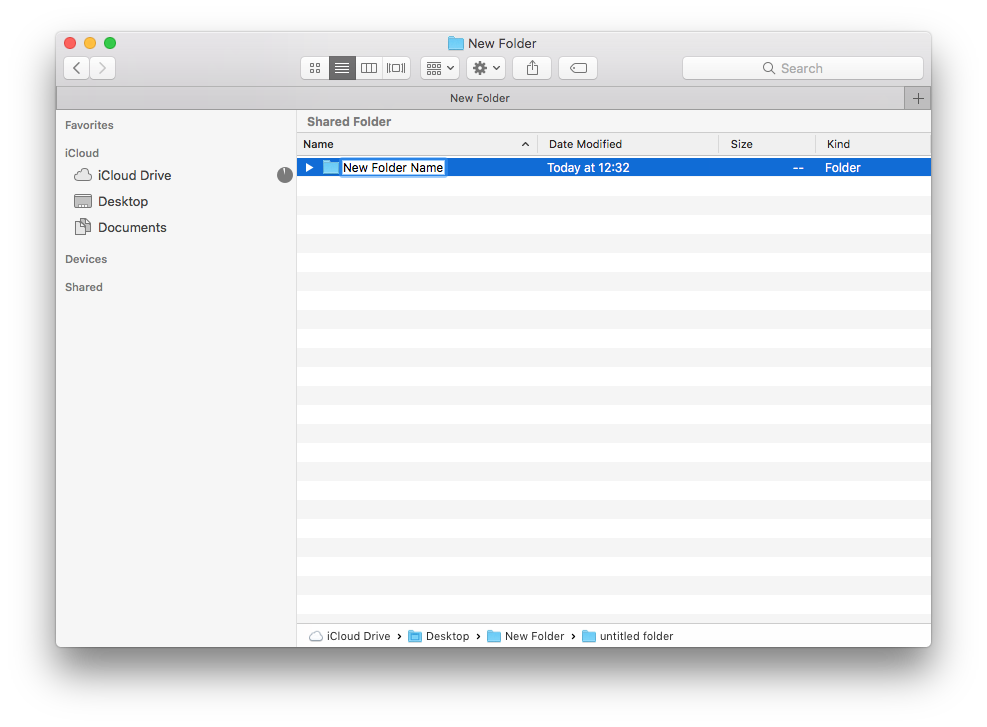 New Folder
Search
New Folder
Favorites
iCloud
iCloud Drive
Desktop
Documents
Devices
Shared
Shared Folder
Name Date Modified Size Kind
New Folder Name Today at 12:32 -- Folder
iCloud Drive › Desktop › New Folder › untitled folder